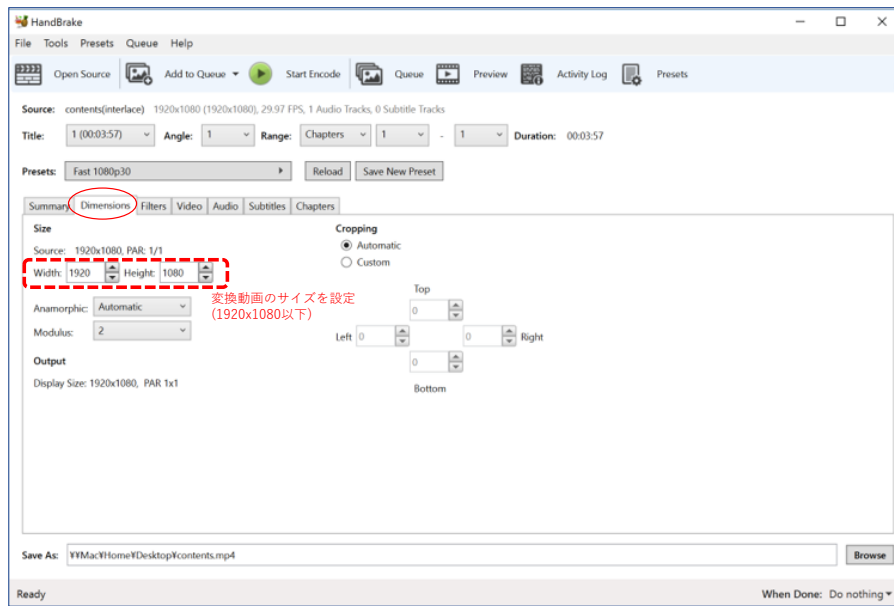 HandBrake
File Tools Presets Queue Help
Open Source Add to Queue Start Encode Queue Preview Activity Log Presets
Source: contents(interlace) 1920x1080 (1920x1080), 29.97 FPS, 1 Audio Tracks, 0 Subtitle Tracks
Title: 1 (00:03:57) Angle: 1 Range: Chapters 1 - 1 Duration: 00:03:57
Presets: Fast 1080p30 Reload Save New Preset
Summary Dimensions Filters Video Audio Subtitles Chapters
Size Cropping
Source: 1920x1080, PAR: 1/1 Automatic
Width: 1920 Height: 1080 Custom
変換動画のサイズを設定
(1920x1080以下)
Top
Anamorphic: Automatic 0
Modulus: 2 Left 0 0 Right
Output 0
Display Size: 1920x1080, PAR 1x1 Bottom
Save As: ¥¥Mac¥Home¥Desktop¥contents.mp4 Browse
Ready When Done: Do nothing